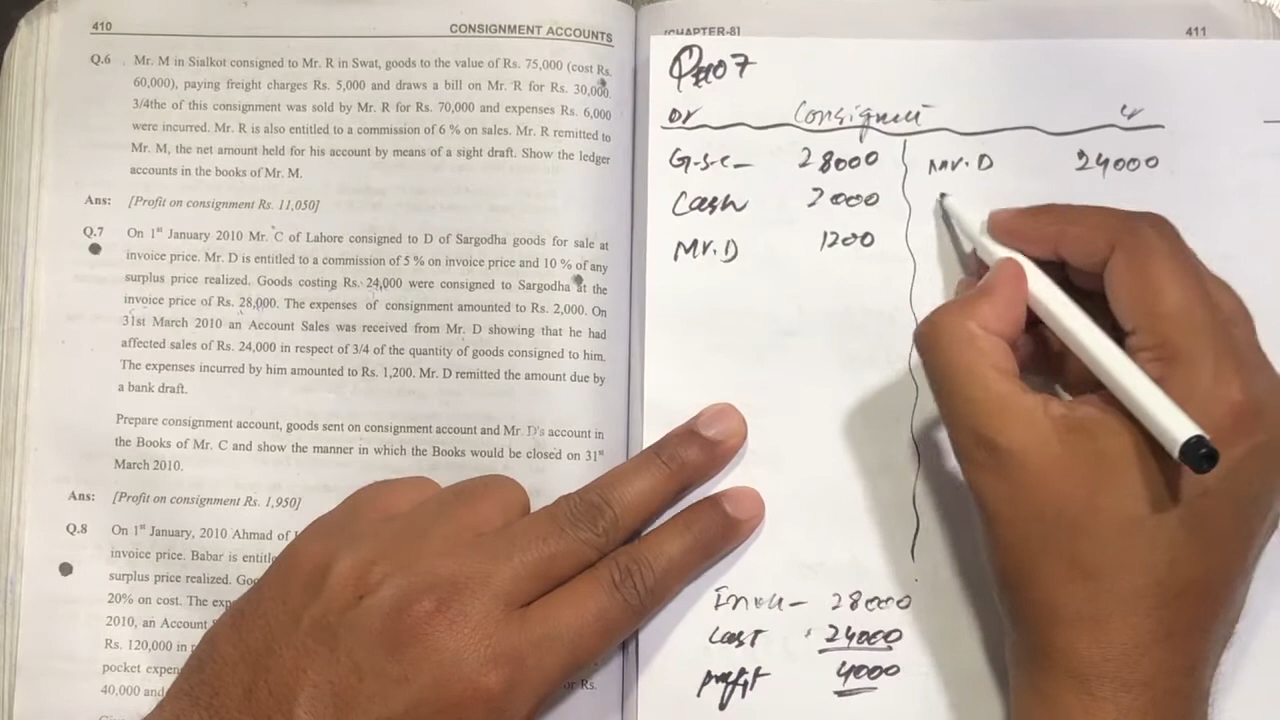 410
CONSIGNMENT ACCOUNTS
Q.6 Mr. M in Sialkot consigned to Mr. R in Swat, goods to the value of Rs. 75,000 (cost Rs.
60,000), paying freight charges Rs. 5,000 and draws a bill on Mr. R for Rs. 30,000.
3/4the of this consignment was sold by Mr. R for Rs. 70,000 and expenses Rs. 6,000
were incurred. Mr. R is also entitled to a commission of 6 % on sales. Mr. R remitted to
Mr. M, the net amount held for his account by means of a sight draft. Show the ledger
accounts in the books of Mr. M.
Ans: [Profit on consignment Rs. 11,050]
Q.7 On 1st January 2010 Mr. C of Lahore consigned to D of Sargodha goods for sale at
invoice price. Mr. D is entitled to a commission of 5 % on invoice price and 10 % of any
surplus price realized. Goods costing Rs. 24,000 were consigned to Sargodha at the
invoice price of Rs. 28,000. The expenses of consignment amounted to Rs. 2,000. On
31st March 2010 an Account Sales was received from Mr. D showing that he had
affected sales of Rs. 24,000 in respect of 3/4 of the quantity of goods consigned to him.
The expenses incurred by him amounted to Rs. 1,200. Mr. D remitted the amount due by
a bank draft.
Prepare consignment account, goods sent on consignment account and Mr. D's account in
the Books of Mr. C and show the manner in which the Books would be closed on 31st
March 2010.
Ans: [Profit on consignment Rs. 1,950]
Q.8 On 1st January, 2010 Ahmad of
invoice price. Babar is
surplus price realized.
20% on cost. The
2010, an Account
Rs. 120,000 in
pocket
40,000 and
or Rs.
[CHAPTER-8]
411
Q#07
Dr Cr
G.S.C- 28000 Mr. D 24000
Cash 2000
Mr. D 1200
28000
Cost 24000
profit 4000